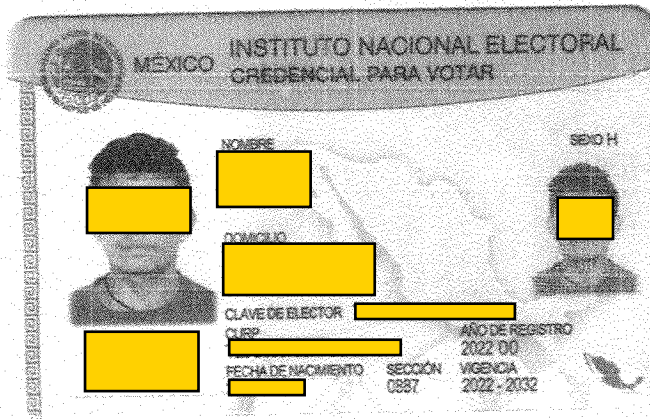 MÉXICO INSTITUTO NACIONAL ELECTORAL
CREDENCIAL PARA VOTAR
NOMBRE
SEXO H
DOMICILIO
CLAVE DE ELECTOR
CURP
AÑO DE REGISTRO
2022 00
FECHA DE NACIMIENTO
SECCIÓN
VIGENCIA
0887
2022 - 2032